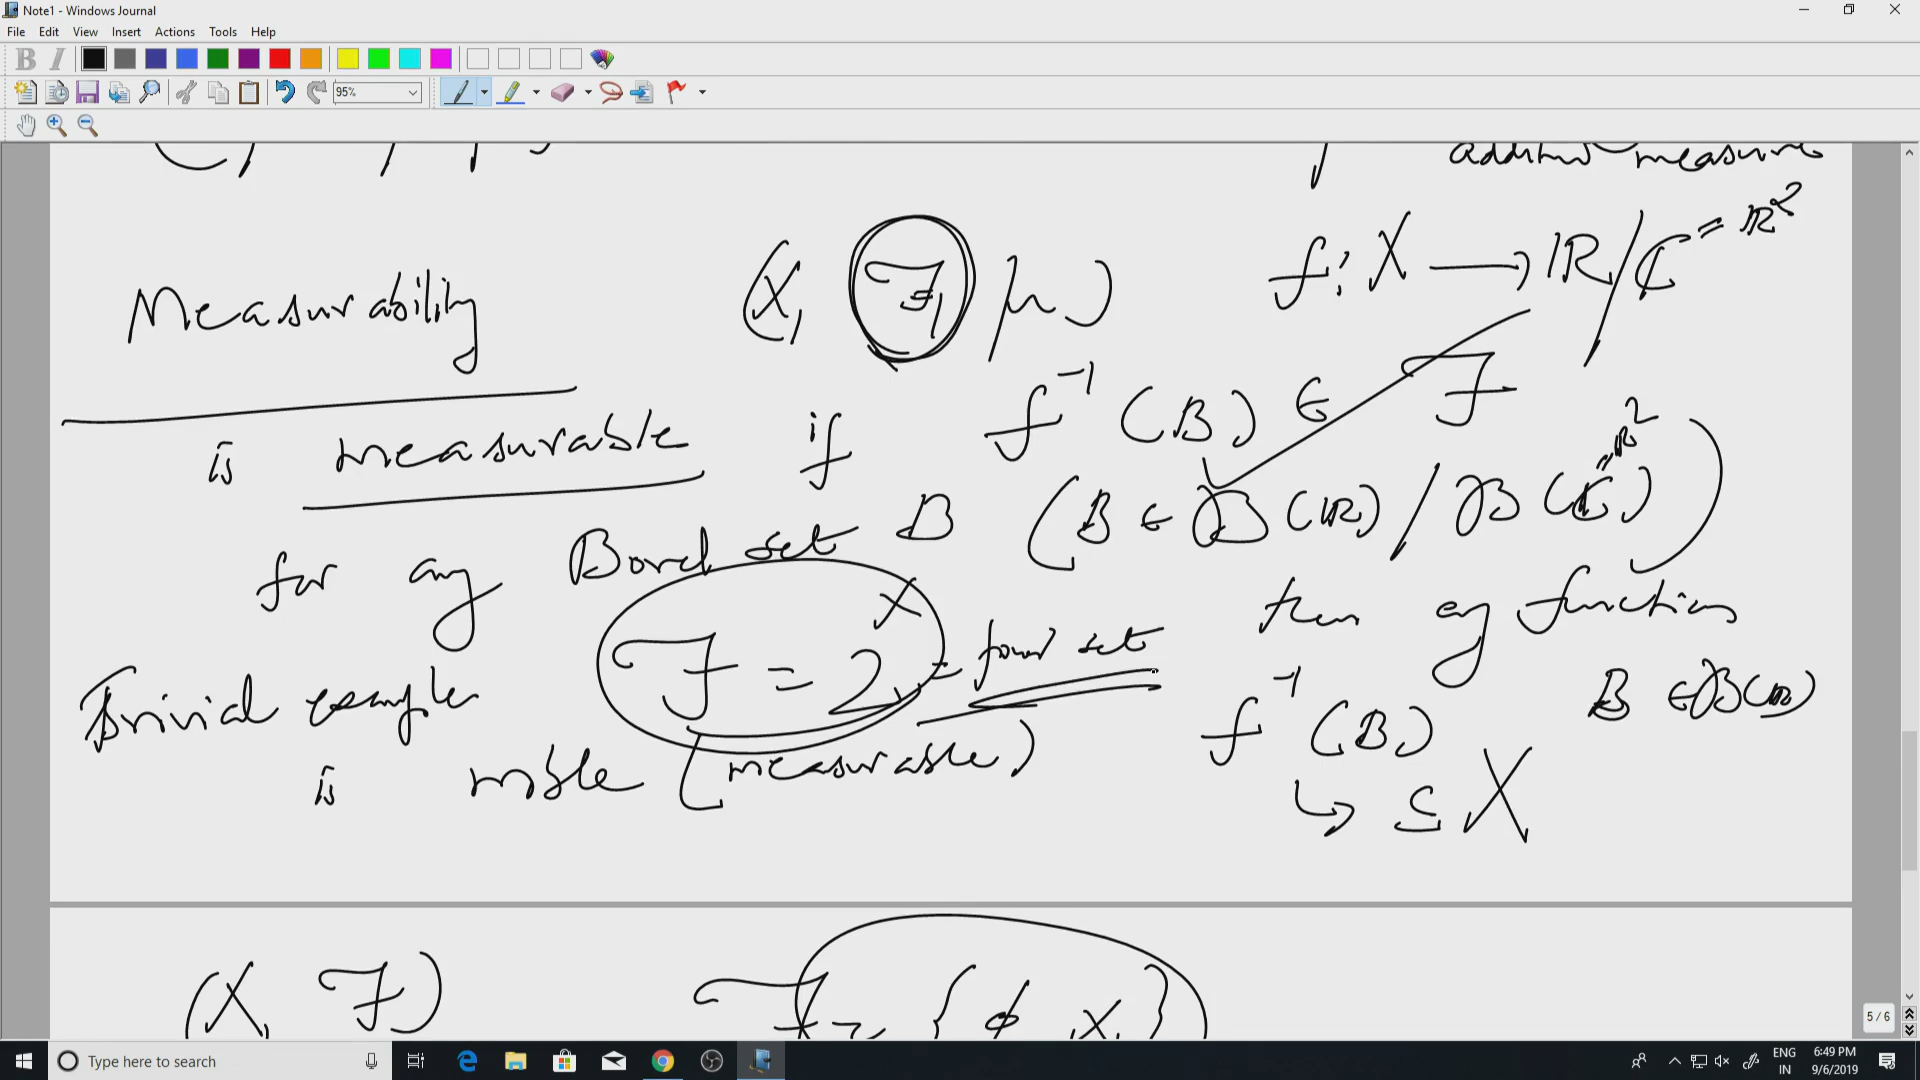 Note1 - Windows Journal
File Edit View Insert Actions Tools Help
95%
additive measure
Measurability (X, ℱ, μ) f: X → ℝ/ℂ = ℝ²
is measurable if f⁻¹(B) ∈ ℱ
for any Borel set B (B ∈ 𝓑(ℝ) / 𝓑(ℂ) = ℝ²)
Trivial example ℱ = 2^X = power set then any function
is mble (measurable) f⁻¹(B) B ∈ 𝓑(ℝ)
↪ ⊆ X
(X, ℱ) ℱ = {ϕ, X}
5 / 6
Type here to search
ENG
IN
6:49 PM
9/6/2019